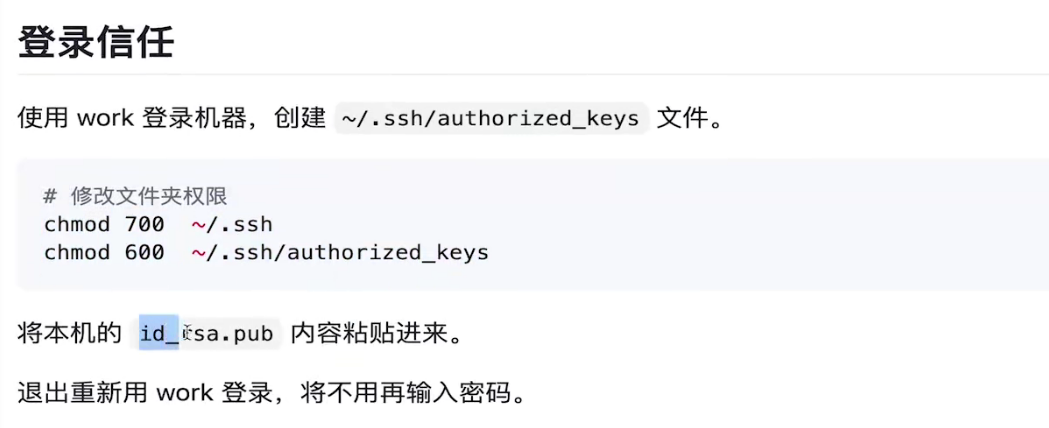 登录信任
使用 work 登录机器，创建 ~/.ssh/authorized_keys 文件。
# 修改文件夹权限
chmod 700  ~/.ssh
chmod 600  ~/.ssh/authorized_keys
将本机的 id_rsa.pub 内容粘贴进来。
退出重新用 work 登录，将不用再输入密码。